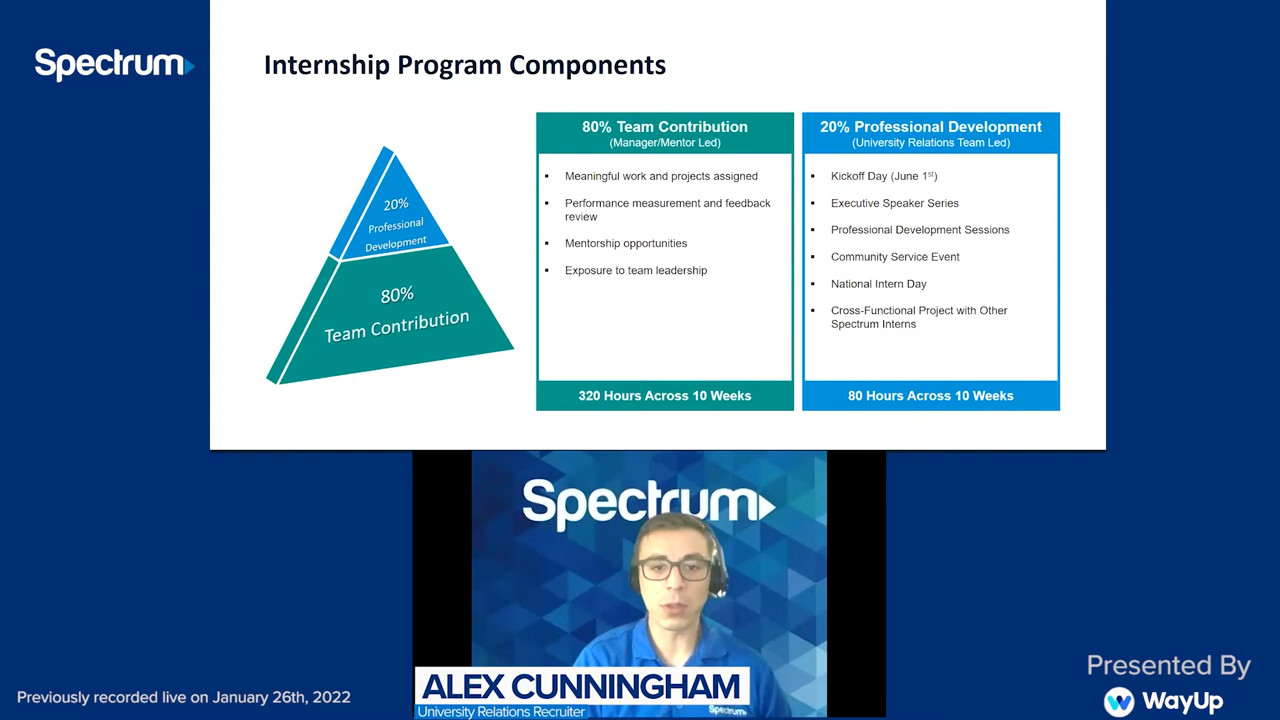 Spectrum
Internship Program Components
20%
Professional
Development
80%
Team Contribution
80% Team Contribution
(Manager/Mentor Led)
▪ Meaningful work and projects assigned
▪ Performance measurement and feedback
review
▪ Mentorship opportunities
▪ Exposure to team leadership
320 Hours Across 10 Weeks
20% Professional Development
(University Relations Team Led)
▪ Kickoff Day (June 1st)
▪ Executive Speaker Series
▪ Professional Development Sessions
▪ Community Service Event
▪ National Intern Day
▪ Cross-Functional Project with Other
Spectrum Interns
80 Hours Across 10 Weeks
Spectrum
ALEX CUNNINGHAM
University Relations Recruiter
Spectrum
Previously recorded live on January 26th, 2022
Presented By
WayUp